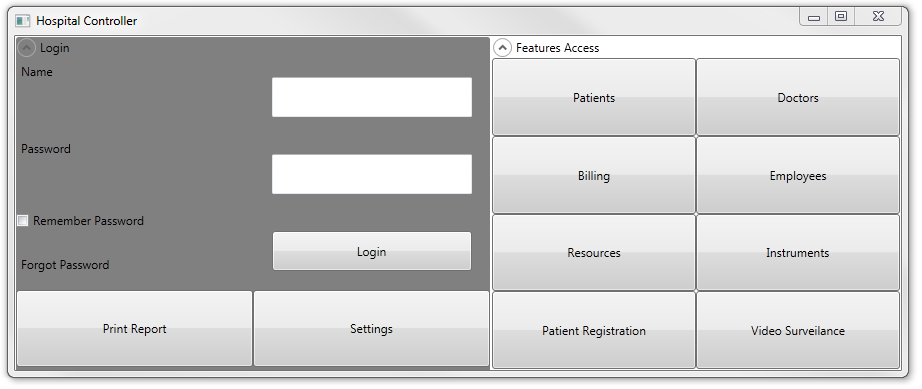 Hospital Controller
Login
Name
Password
Remember Password
Login
Forgot Password
Print Report
Settings
Features Access
Patients
Doctors
Billing
Employees
Resources
Instruments
Patient Registration
Video Surveilance